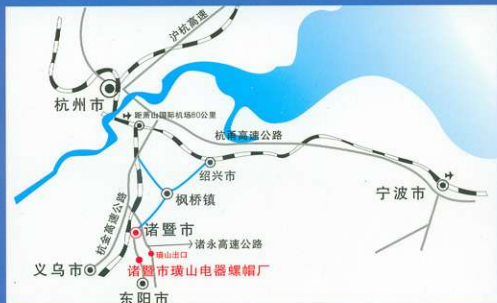 沪杭高速
杭州市
距萧山国际机场60公里
杭甬高速公路
绍兴市
宁波市
枫桥镇
杭金高速公路
诸暨市
诸永高速公路
璜山出口
义乌市
诸暨市璜山电器螺帽厂
东阳市